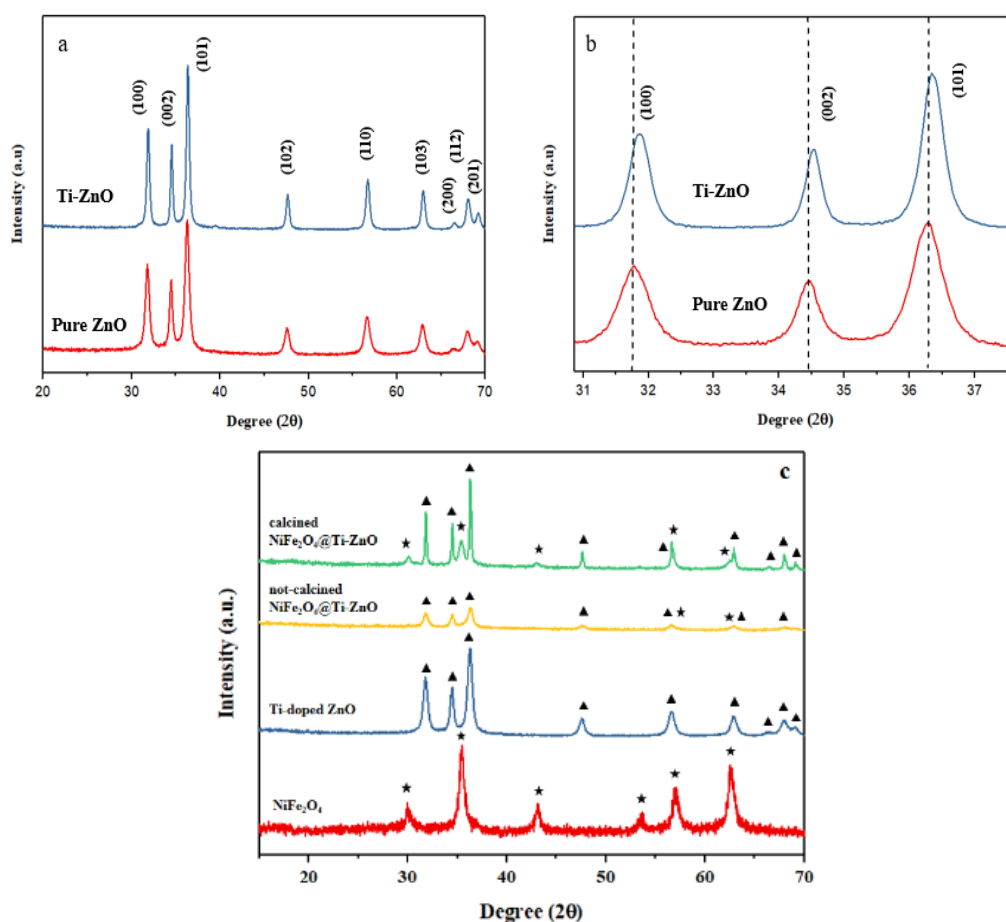 a
(100)
(002)
(101)
(102)
(110)
(103)
(200)
(112)
(201)
Ti-ZnO
Pure ZnO
Intensity (a.u)
20 30 40 50 60 70
Degree (2θ)
b
(100)
(002)
(101)
Ti-ZnO
Pure ZnO
Intensity (a.u)
31 32 33 34 35 36 37
Degree (2θ)
c
calcined
NiFe₂O₄@Ti-ZnO
not-calcined
NiFe₂O₄@Ti-ZnO
Ti-doped ZnO
NiFe₂O₄
Intensity (a.u.)
20 30 40 50 60 70
Degree (2θ)